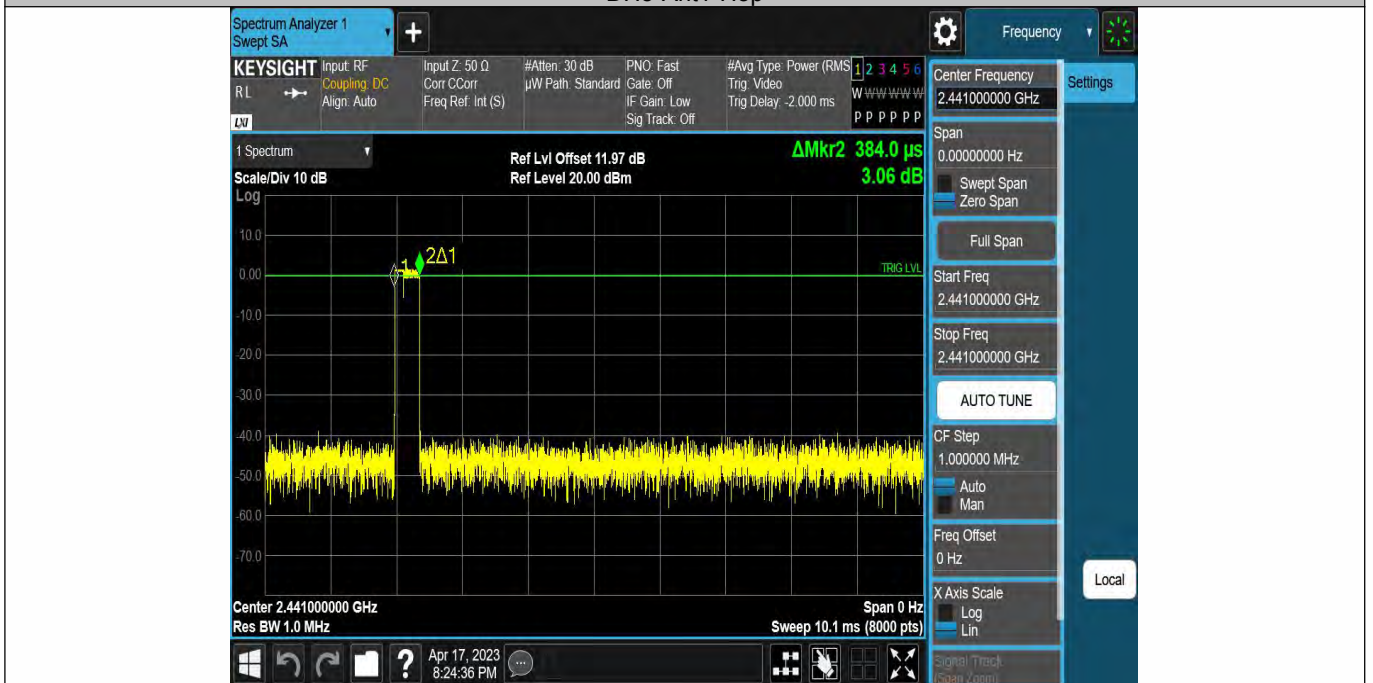 Spectrum Analyzer 1
Swept SA
+
Frequency
KEYSIGHT
RL
LXI
Input: RF
Coupling: DC
Align: Auto
Input Z: 50 Ω
Corr CCorr
Freq Ref: Int (S)
#Atten: 30 dB
µW Path: Standard
PNO: Fast
Gate: Off
IF Gain: Low
Sig Track: Off
#Avg Type: Power (RMS
Trig: Video
Trig Delay: -2.000 ms
1 2 3 4 5 6
W W W W W W
P P P P P P
1 Spectrum
Scale/Div 10 dB
Log
Ref Lvl Offset 11.97 dB
Ref Level 20.00 dBm
ΔMkr2 384.0 µs
3.06 dB
10.0
0.00
-10.0
-20.0
-30.0
-40.0
-50.0
-60.0
-70.0
1
2Δ1
TRIG LVL
Center 2.441000000 GHz
Res BW 1.0 MHz
Span 0 Hz
Sweep 10.1 ms (8000 pts)
Center Frequency
2.441000000 GHz
Settings
Span
0.00000000 Hz
Swept Span
Zero Span
Full Span
Start Freq
2.441000000 GHz
Stop Freq
2.441000000 GHz
AUTO TUNE
CF Step
1.000000 MHz
Auto
Man
Freq Offset
0 Hz
X Axis Scale
Log
Lin
Signal Track
(Span Zoom)
Local
?
Apr 17, 2023
8:24:36 PM